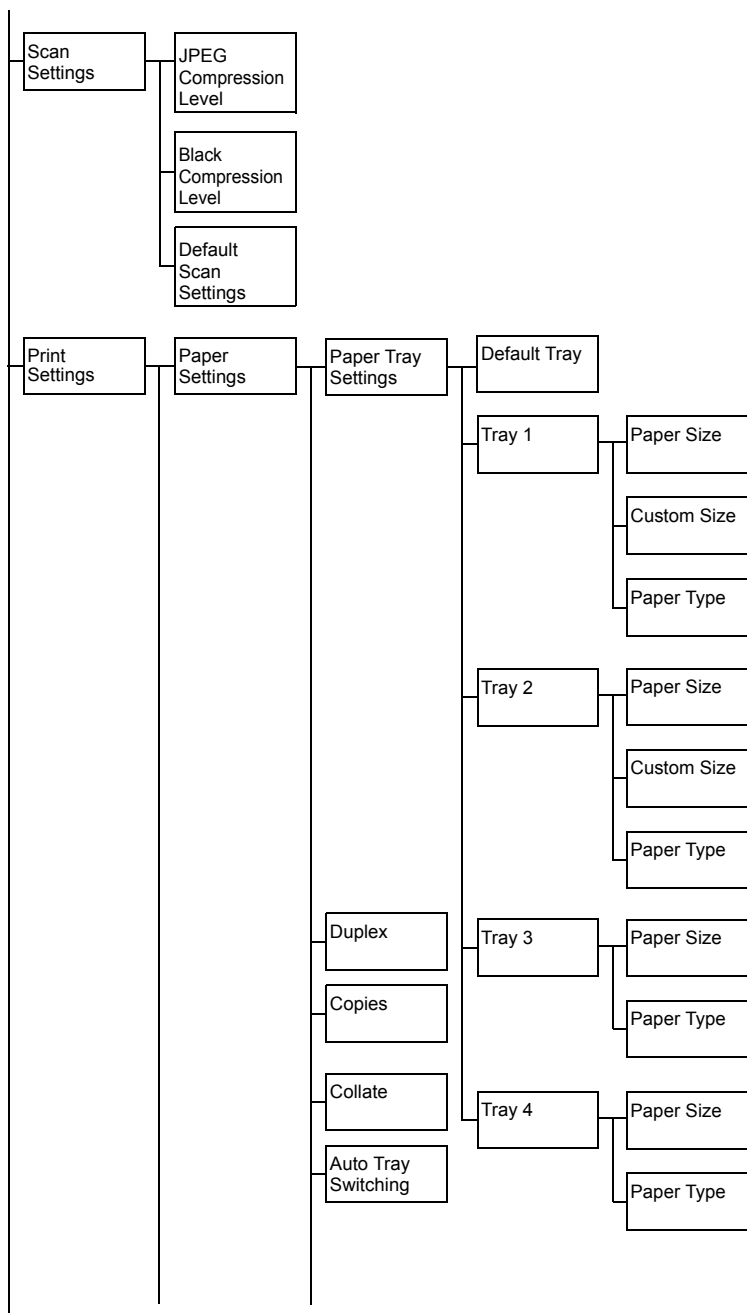 Scan
Settings
JPEG
Compression
Level
Black
Compression
Level
Default
Scan
Settings
Print
Settings
Paper
Settings
Paper Tray
Settings
Default Tray
Tray 1
Paper Size
Custom Size
Paper Type
Tray 2
Paper Size
Custom Size
Paper Type
Duplex
Tray 3
Paper Size
Copies
Paper Type
Collate
Tray 4
Paper Size
Auto Tray
Switching
Paper Type